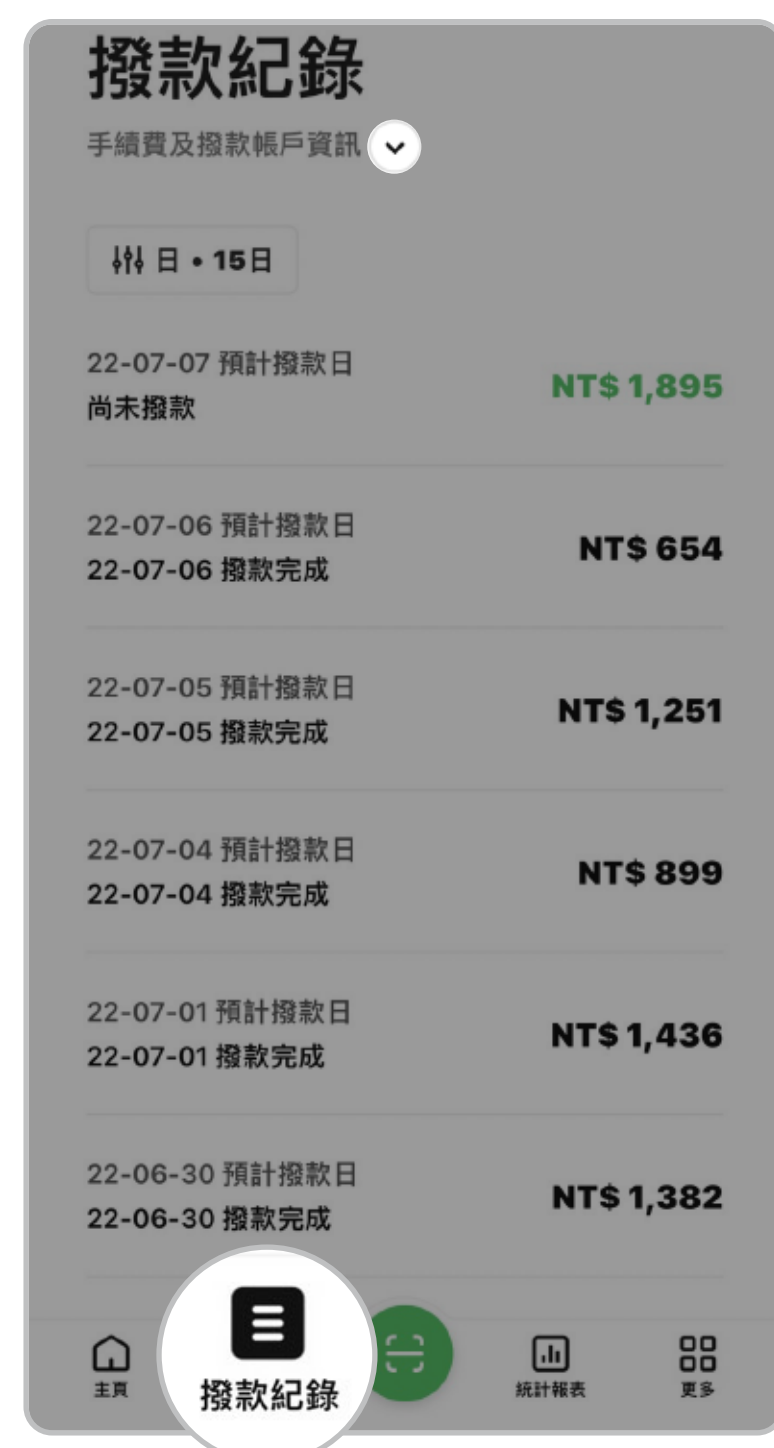 撥款紀錄
手續費及撥款帳戶資訊
日 • 15日
22-07-07 預計撥款日
尚未撥款
NT$ 1,895
22-07-06 預計撥款日
22-07-06 撥款完成
NT$ 654
22-07-05 預計撥款日
22-07-05 撥款完成
NT$ 1,251
22-07-04 預計撥款日
22-07-04 撥款完成
NT$ 899
22-07-01 預計撥款日
22-07-01 撥款完成
NT$ 1,436
22-06-30 預計撥款日
22-06-30 撥款完成
NT$ 1,382
主頁
撥款紀錄
統計報表
更多